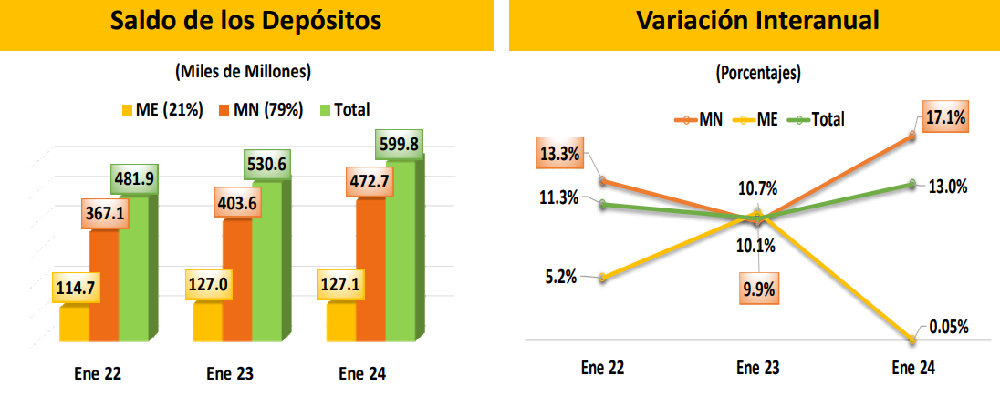 Saldo de los Depósitos
(Miles de Millones)
ME (21%) MN (79%) Total
599.8
530.6
481.9
472.7
403.6
367.1
114.7
127.0
127.1
Ene 22 Ene 23 Ene 24
Variación Interanual
(Porcentajes)
MN ME Total
17.1%
13.3%
10.7%
11.3%
13.0%
10.1%
5.2%
9.9%
0.05%
Ene 22 Ene 23 Ene 24